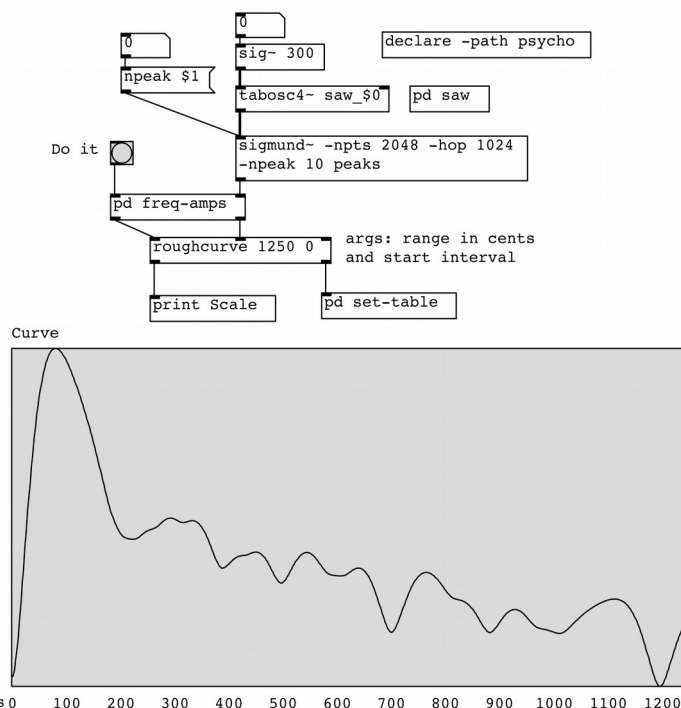 0
0
sig~ 300
declare -path psycho
npeak $1
tabosc4~ saw_$0
pd saw
Do it
sigmund~ -npts 2048 -hop 1024
-npeak 10 peaks
pd freq-amps
roughcurve 1250 0
args: range in cents
and start interval
print Scale
pd set-table
Curve
s 0 100 200 300 400 500 600 700 800 900 1000 1100 1200